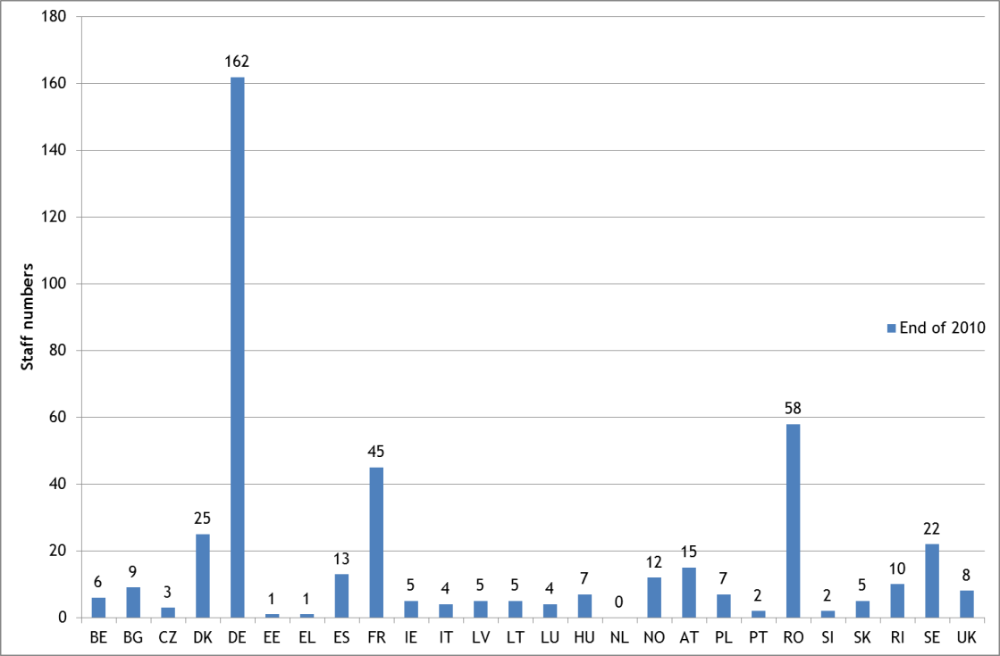 180
160
140
120
100
80
60
40
20
0
Staff numbers
6 9 3 25 162 1 1 13 45 5 4 5 5 4 7 0 12 15 7 2 58 2 5 10 22 8
BE BG CZ DK DE EE EL ES FR IE IT LV LT LU HU NL NO AT PL PT RO SI SK RI SE UK
End of 2010